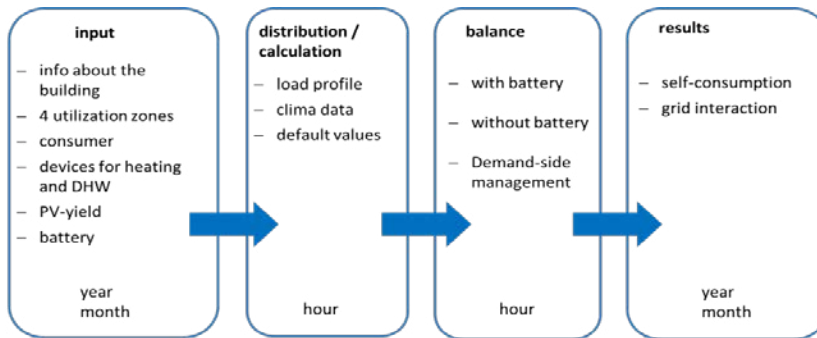 input
– info about the
building
– 4 utilization zones
– consumer
– devices for heating
and DHW
– PV-yield
– battery
year
month
distribution /
calculation
– load profile
– clima data
– default values
hour
balance
– with battery
– without battery
– Demand-side
management
hour
results
– self-consumption
– grid interaction
year
month